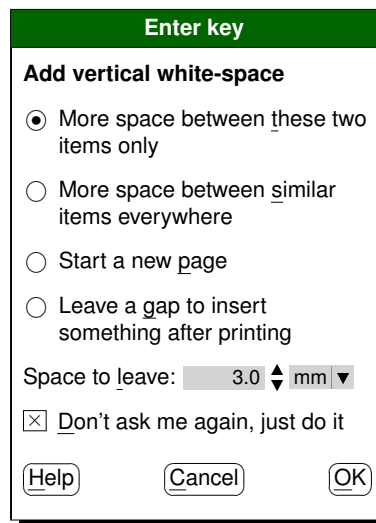 Enter key
Add vertical white-space
More space between these two
items only
More space between similar
items everywhere
Start a new page
Leave a gap to insert
something after printing
Space to leave: 3.0 mm
Don't ask me again, just do it
Help Cancel OK